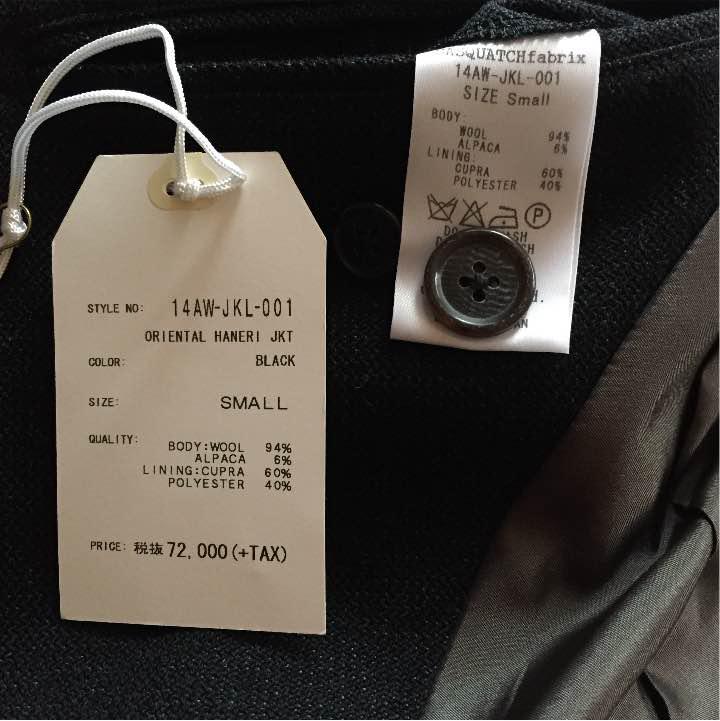 STYLE NO: 14AW-JKL-001
ORIENTAL HANERI JKT
COLOR: BLACK
SIZE: SMALL
QUALITY: BODY:WOOL 94%
ALPACA 6%
LINING:CUPRA 60%
POLYESTER 40%
PRICE: 税抜 72,000(+TAX)
SQUATCHfabrix
14AW-JKL-001
SIZE Small
BODY:
WOOL 94%
ALPACA 6%
LINING:
CUPRA 60%
POLYESTER 40%
P